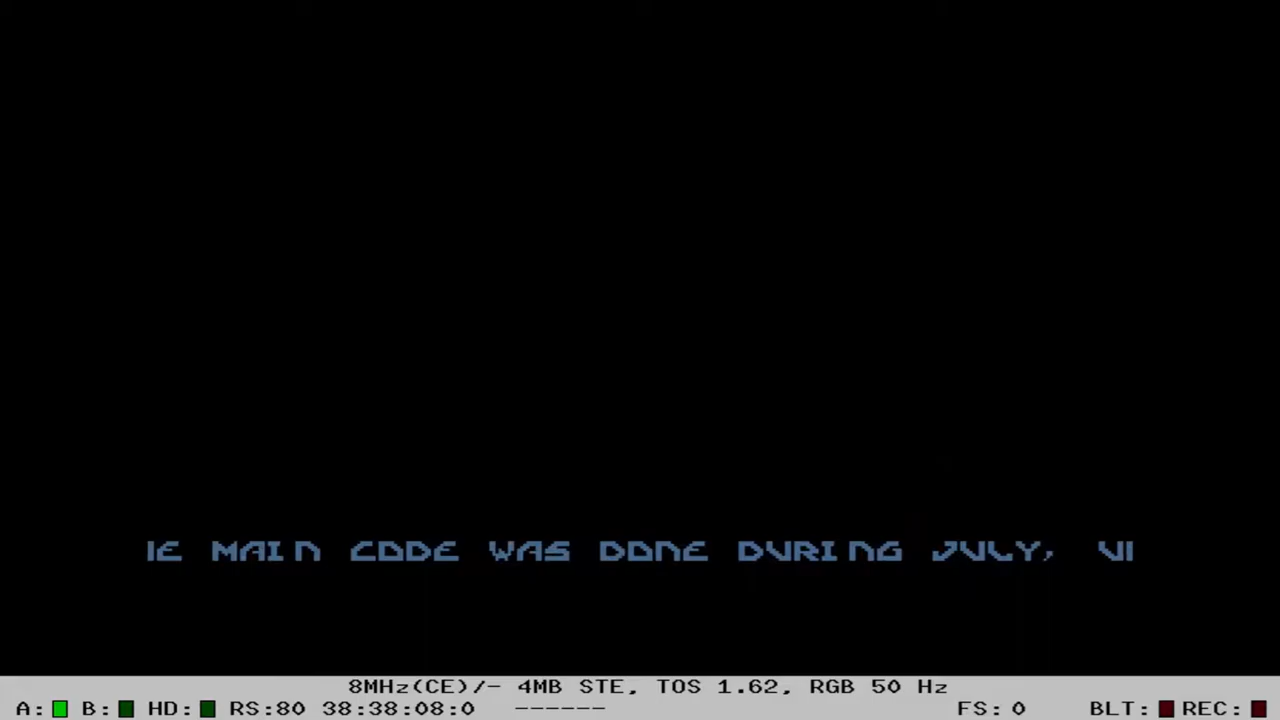 IE MAIN CODE WAS DONE DURING JULY, VI
8MHz(CE)/- 4MB STE, TOS 1.62, RGB 50 Hz
A: B: HD: RS:80 38:38:08:0 ------ FS: 0 BLT: REC: